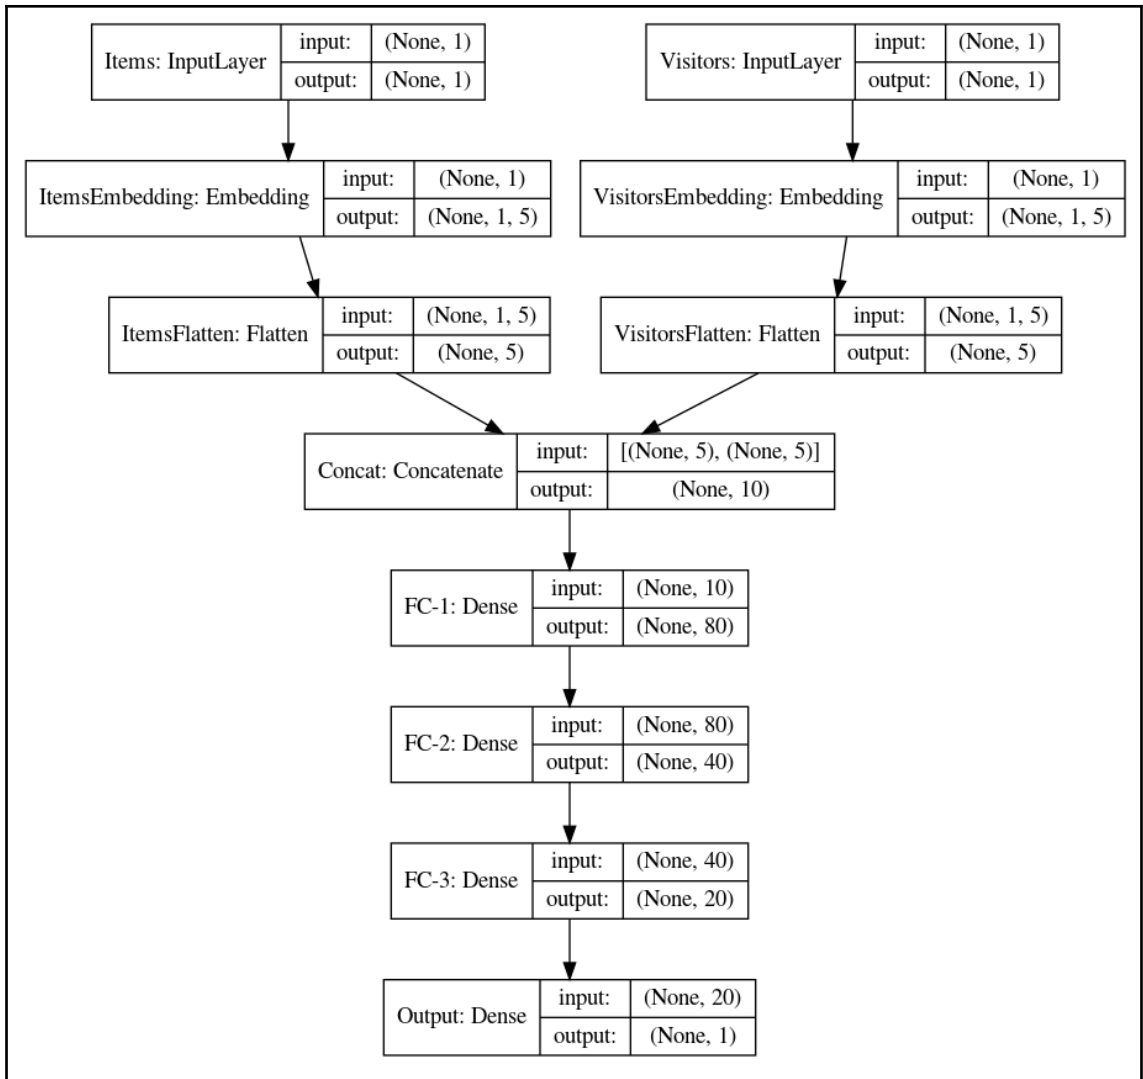 Items: InputLayer
input: (None, 1)
output: (None, 1)
Visitors: InputLayer
input: (None, 1)
output: (None, 1)
ItemsEmbedding: Embedding
input: (None, 1)
output: (None, 1, 5)
VisitorsEmbedding: Embedding
input: (None, 1)
output: (None, 1, 5)
ItemsFlatten: Flatten
input: (None, 1, 5)
output: (None, 5)
VisitorsFlatten: Flatten
input: (None, 1, 5)
output: (None, 5)
Concat: Concatenate
input: [(None, 5), (None, 5)]
output: (None, 10)
FC-1: Dense
input: (None, 10)
output: (None, 80)
FC-2: Dense
input: (None, 80)
output: (None, 40)
FC-3: Dense
input: (None, 40)
output: (None, 20)
Output: Dense
input: (None, 20)
output: (None, 1)